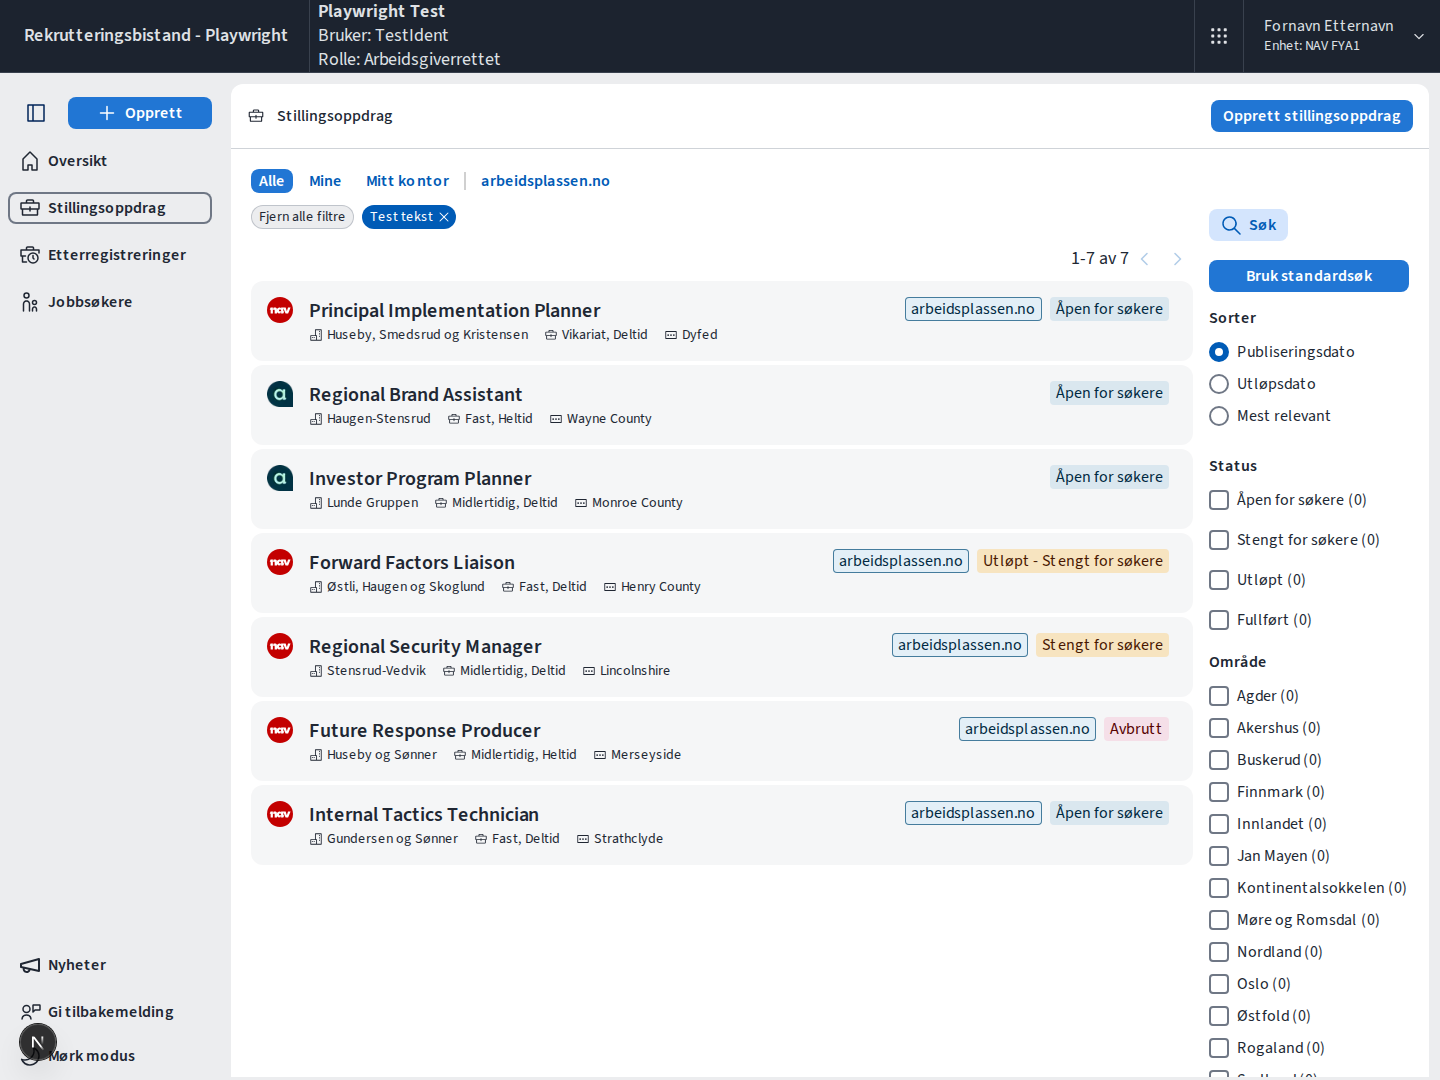 Rekrutteringsbistand - Playwright
Playwright Test
Bruker: TestIdent
Rolle: Arbeidsgiverrettet
Fornavn Etternavn
Enhet: NAV FYA1
Opprett
Oversikt
Stillingsoppdrag
Etterregistreringer
Jobbsøkere
Nyheter
Gi tilbakemelding
N
Mørk modus
Stillingsoppdrag
Opprett stillingsoppdrag
Alle
Mine
Mitt kontor
arbeidsplassen.no
Fjern alle filtre
Test tekst
1-7 av 7
nav
Principal Implementation Planner
arbeidsplassen.no
Åpen for søkere
Huseby, Smedsrud og Kristensen
Vikariat, Deltid
Dyfed
a
Regional Brand Assistant
Åpen for søkere
Haugen-Stensrud
Fast, Heltid
Wayne County
a
Investor Program Planner
Åpen for søkere
Lunde Gruppen
Midlertidig, Deltid
Monroe County
nav
Forward Factors Liaison
arbeidsplassen.no
Utløpt - Stengt for søkere
Østli, Haugen og Skoglund
Fast, Deltid
Henry County
nav
Regional Security Manager
arbeidsplassen.no
Stengt for søkere
Stensrud-Vedvik
Midlertidig, Deltid
Lincolnshire
nav
Future Response Producer
arbeidsplassen.no
Avbrutt
Huseby og Sønner
Midlertidig, Heltid
Merseyside
nav
Internal Tactics Technician
arbeidsplassen.no
Åpen for søkere
Gundersen og Sønner
Fast, Deltid
Strathclyde
Søk
Bruk standardsøk
Sorter
Publiseringsdato
Utløpsdato
Mest relevant
Status
Åpen for søkere (0)
Stengt for søkere (0)
Utløpt (0)
Fullført (0)
Område
Agder (0)
Akershus (0)
Buskerud (0)
Finnmark (0)
Innlandet (0)
Jan Mayen (0)
Kontinentalsokkelen (0)
Møre og Romsdal (0)
Nordland (0)
Oslo (0)
Østfold (0)
Rogaland (0)